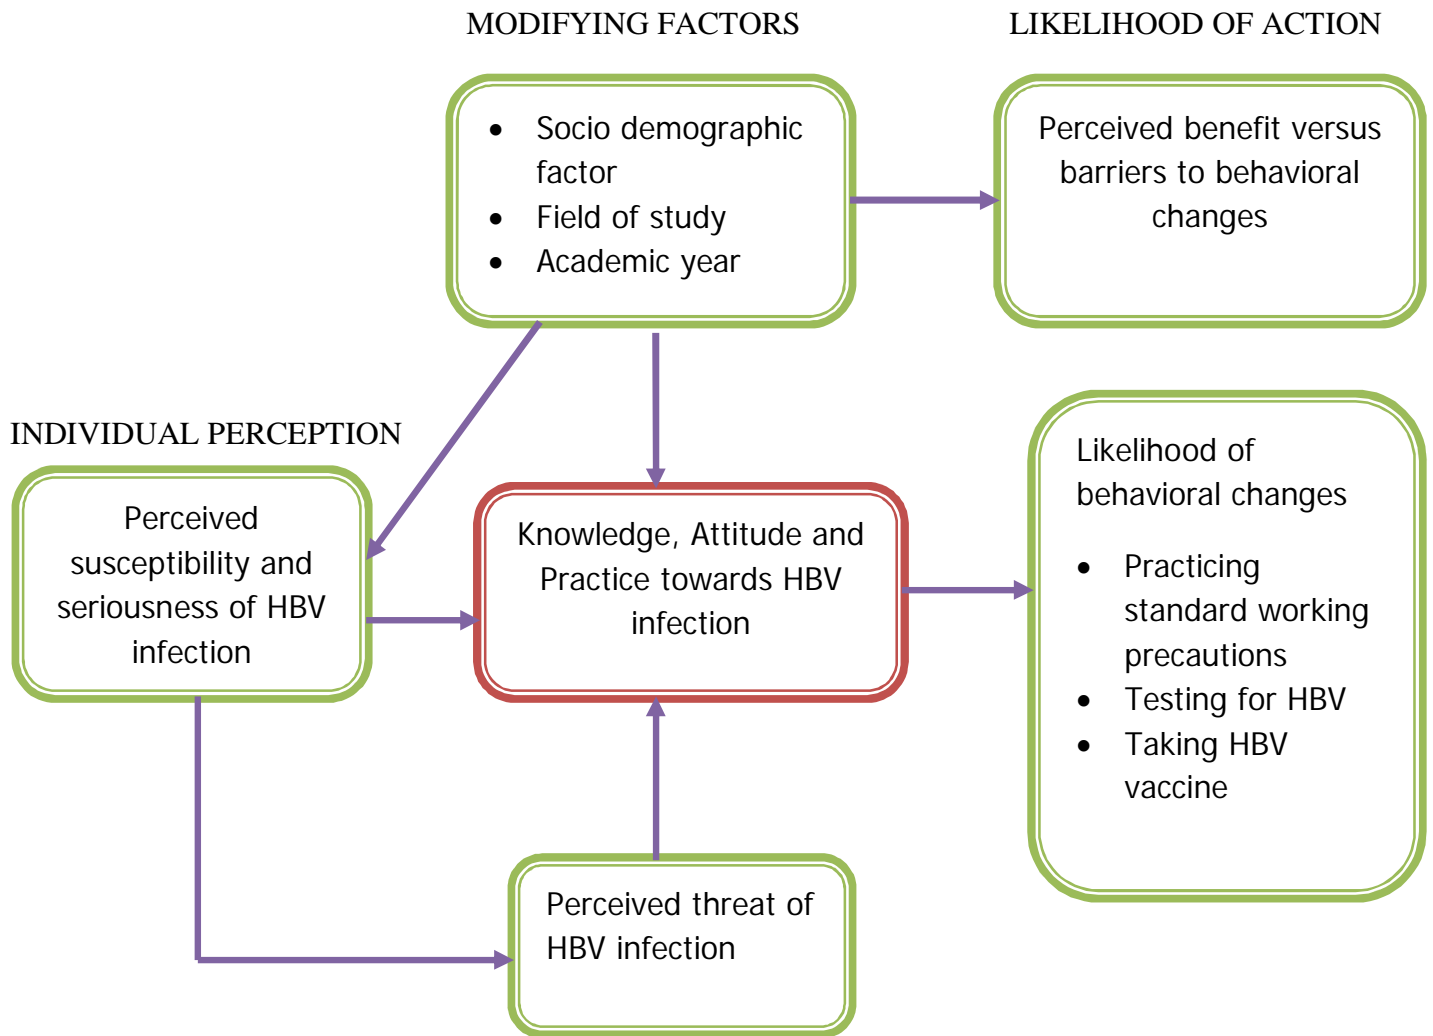 MODIFYING FACTORS
LIKELIHOOD OF ACTION
• Socio demographic
factor
• Field of study
• Academic year
Perceived benefit versus
barriers to behavioral
changes
INDIVIDUAL PERCEPTION
Perceived
susceptibility and
seriousness of HBV
infection
Knowledge, Attitude and
Practice towards HBV
infection
Likelihood of
behavioral changes
• Practicing
standard working
precautions
• Testing for HBV
• Taking HBV
vaccine
Perceived threat of
HBV infection